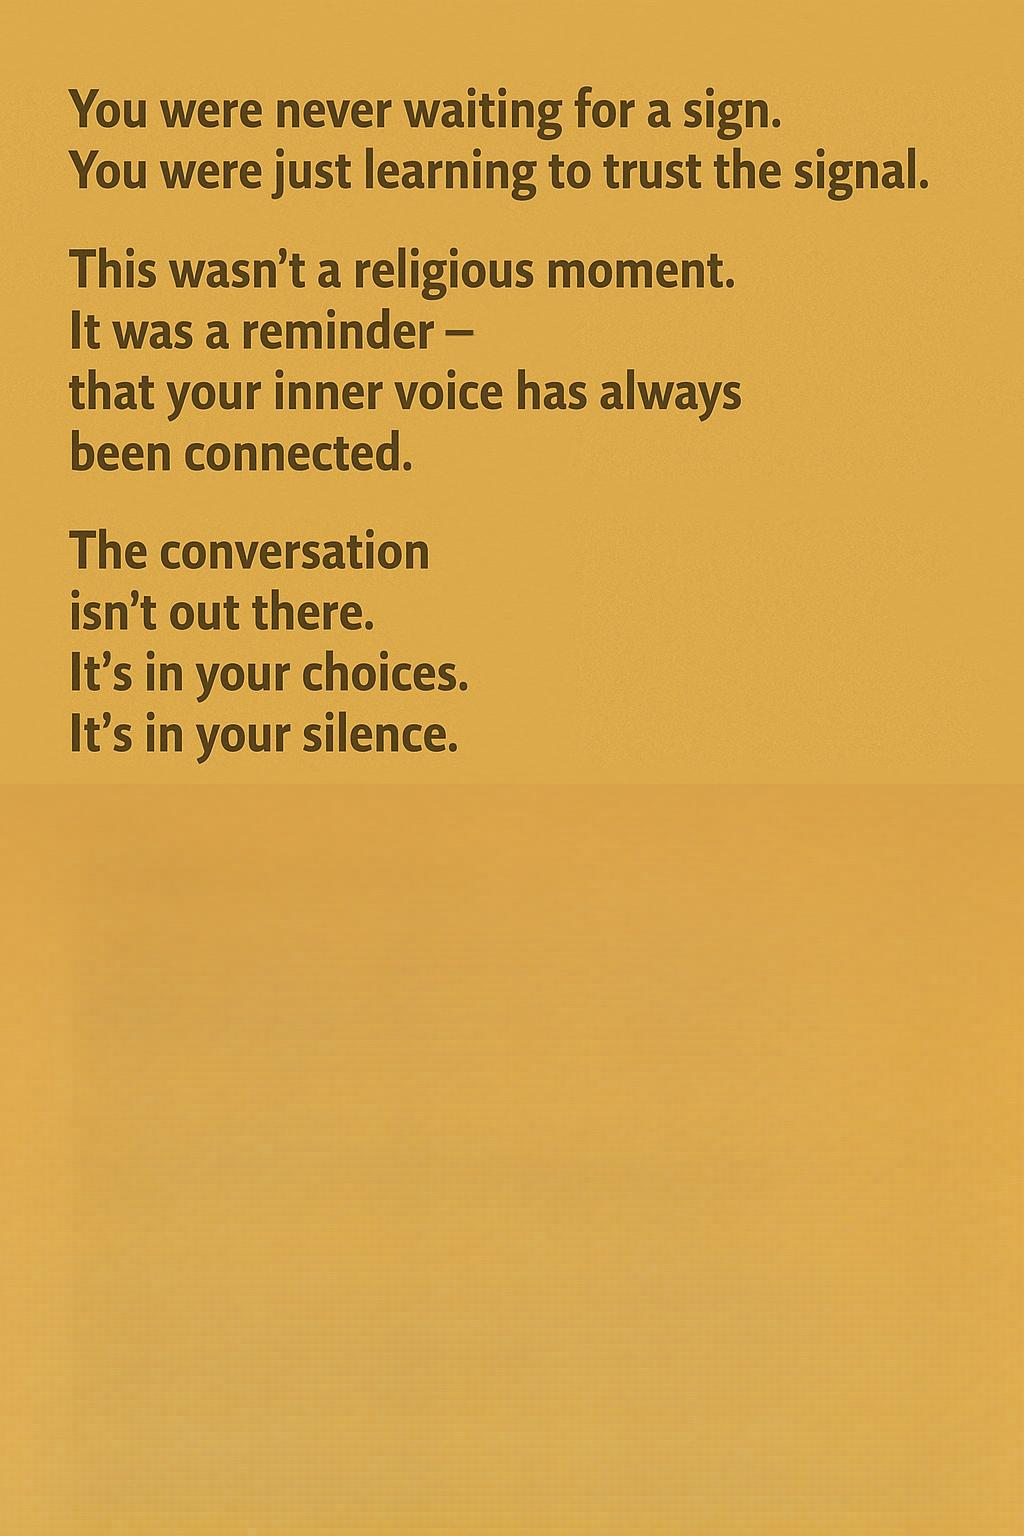 You were never waiting for a sign.
You were just learning to trust the signal.
This wasn’t a religious moment.
It was a reminder –
that your inner voice has always
been connected.
The conversation
isn’t out there.
It’s in your choices.
It’s in your silence.